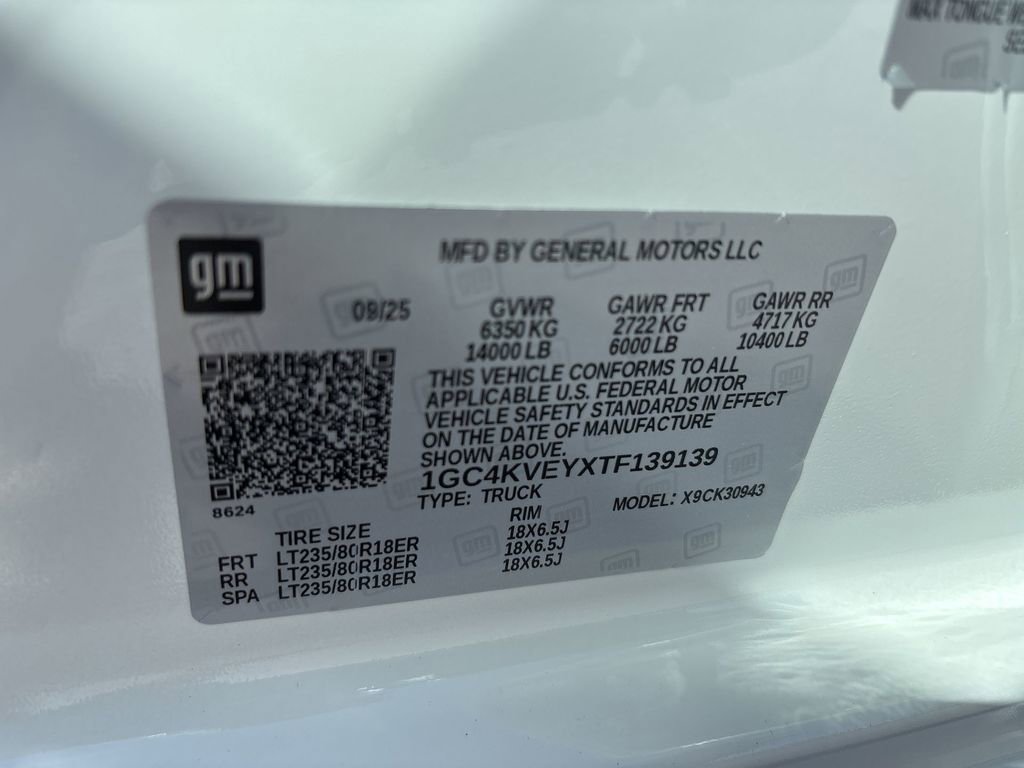 MAX TONGUE
gm
MFD BY GENERAL MOTORS LLC
09/25
GVWR GAWR FRT GAWR RR
6350 KG 2722 KG 4717 KG
14000 LB 6000 LB 10400 LB
THIS VEHICLE CONFORMS TO ALL
APPLICABLE U.S. FEDERAL MOTOR
VEHICLE SAFETY STANDARDS IN EFFECT
ON THE DATE OF MANUFACTURE
SHOWN ABOVE.
1GC4KVEYXTF139139
TYPE: TRUCK MODEL: X9CK30943
8624
TIRE SIZE RIM
FRT LT235/80R18ER 18X6.5J
RR LT235/80R18ER 18X6.5J
SPA LT235/80R18ER 18X6.5J